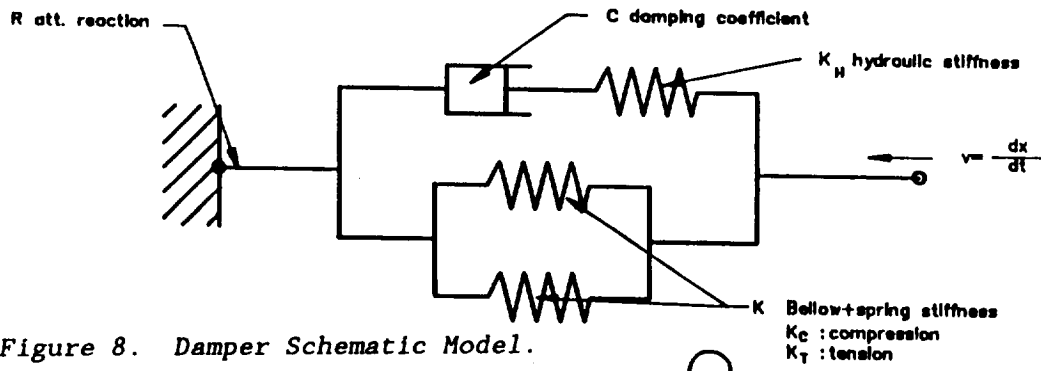 R att. reaction
C damping coefficient
K_H hydraulic stiffness
v= dx/dt
K Bellow+spring stiffness
K_C : compression
K_T : tension
Figure 8. Damper Schematic Model.